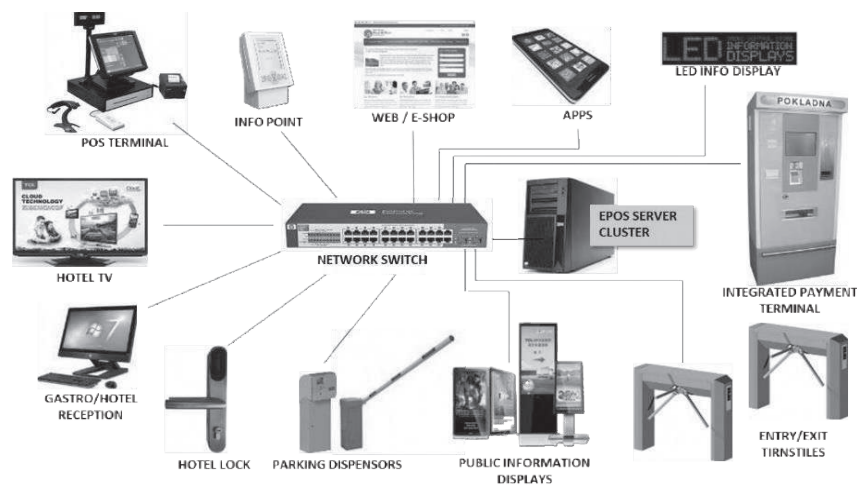 LED INFORMATION
DISPLAYS
LED INFO DISPLAY
POKLADNA
POS TERMINAL
INFO POINT
WEB / E-SHOP
APPS
CLOUD
TECHNOLOGY
HOTEL TV
NETWORK SWITCH
EPOS SERVER
CLUSTER
INTEGRATED PAYMENT
TERMINAL
7
GASTRO/HOTEL
RECEPTION
HOTEL LOCK
PARKING DISPENSORS
PUBLIC INFORMATION
DISPLAYS
ENTRY/EXIT
TIRNSTILES